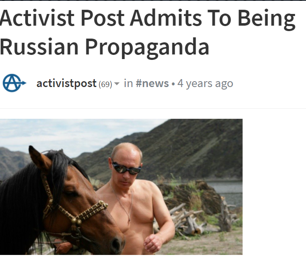 Activist Post Admits To Being
Russian Propaganda
activistpost (69) in #news • 4 years ago